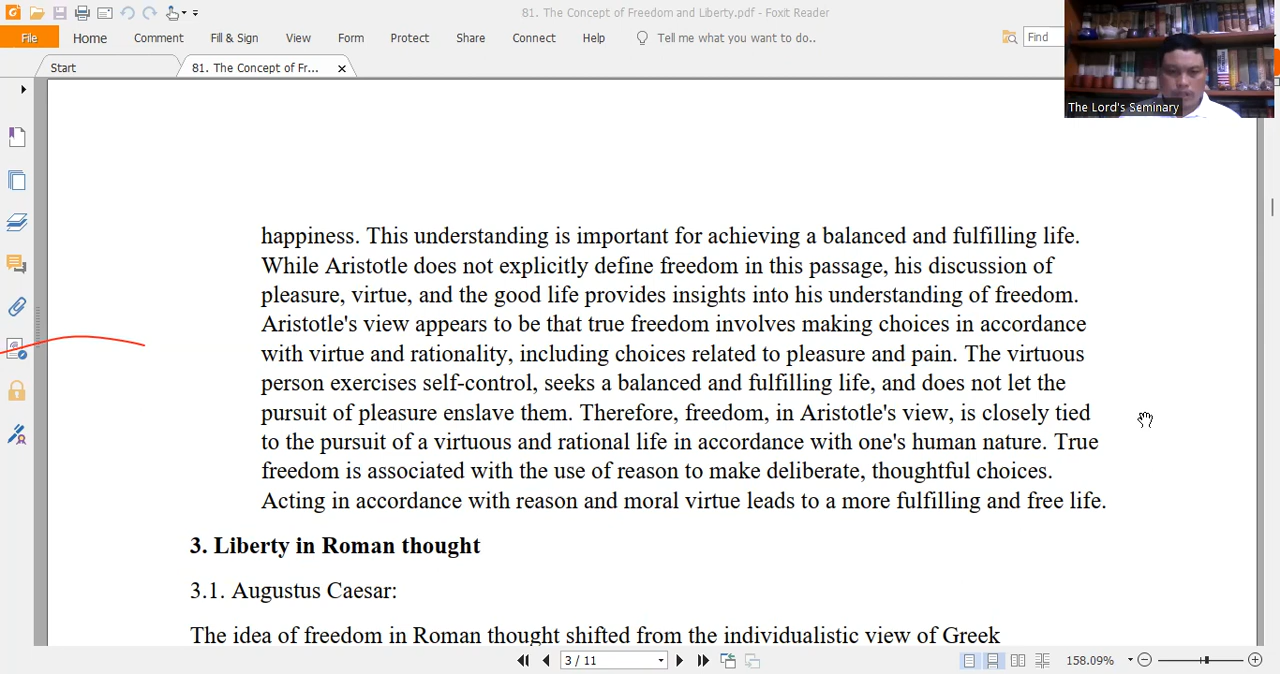 81. The Concept of Freedom and Liberty.pdf - Foxit Reader
File Home Comment Fill & Sign View Form Protect Share Connect Help Tell me what you want to do.. Find
Start 81. The Concept of Fr...
The Lord's Seminary
happiness. This understanding is important for achieving a balanced and fulfilling life.
While Aristotle does not explicitly define freedom in this passage, his discussion of
pleasure, virtue, and the good life provides insights into his understanding of freedom.
Aristotle's view appears to be that true freedom involves making choices in accordance
with virtue and rationality, including choices related to pleasure and pain. The virtuous
person exercises self-control, seeks a balanced and fulfilling life, and does not let the
pursuit of pleasure enslave them. Therefore, freedom, in Aristotle's view, is closely tied
to the pursuit of a virtuous and rational life in accordance with one's human nature. True
freedom is associated with the use of reason to make deliberate, thoughtful choices.
Acting in accordance with reason and moral virtue leads to a more fulfilling and free life.
3. Liberty in Roman thought
3.1. Augustus Caesar:
The idea of freedom in Roman thought shifted from the individualistic view of Greek
3 / 11 158.09%